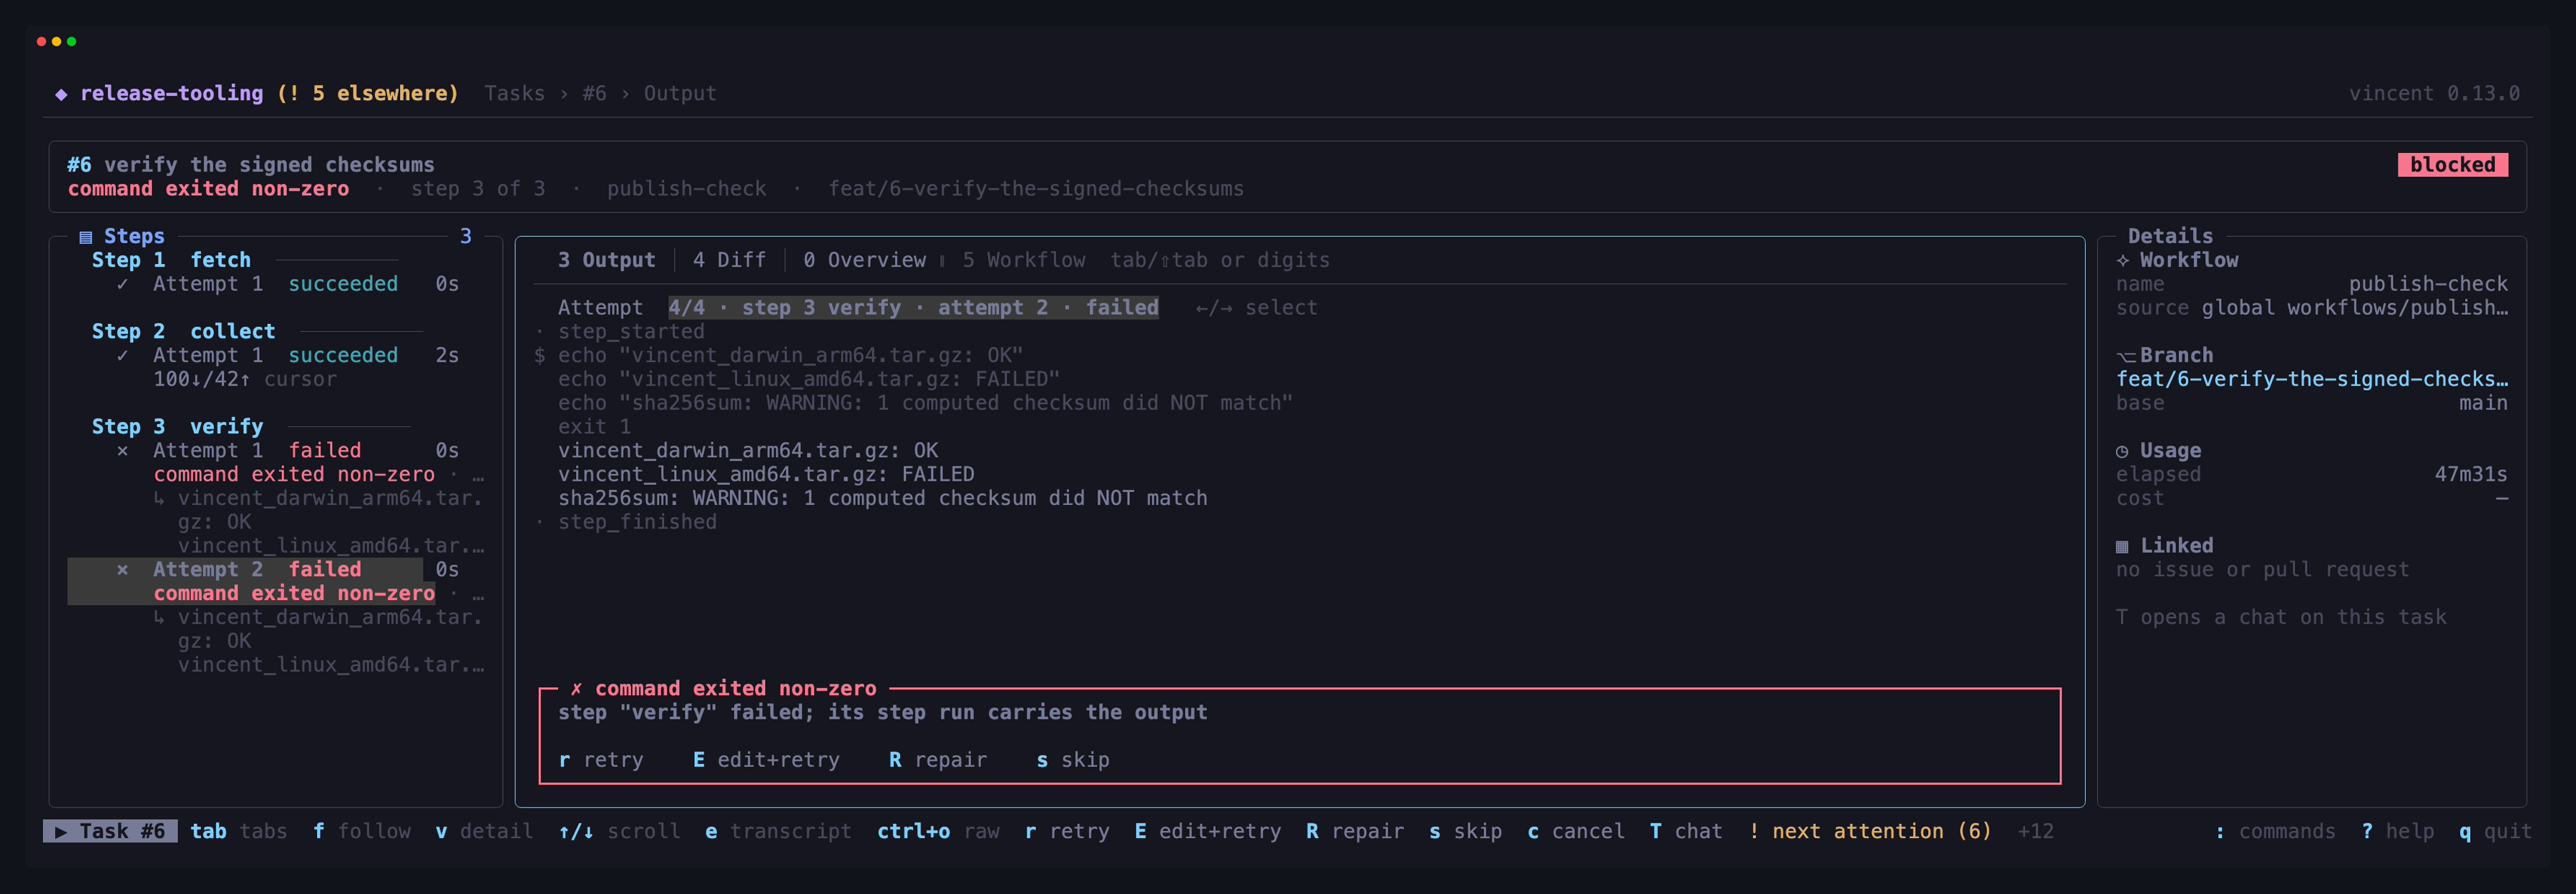 ◆ release-tooling (! 5 elsewhere) Tasks › #6 › Output
vincent 0.13.0
#6 verify the signed checksums
blocked
command exited non-zero · step 3 of 3 · publish-check · feat/6-verify-the-signed-checksums
▤ Steps 3
Step 1 fetch
✓ Attempt 1 succeeded 0s
Step 2 collect
✓ Attempt 1 succeeded 2s
100↓/42↑ cursor
Step 3 verify
× Attempt 1 failed 0s
command exited non-zero · …
↳ vincent_darwin_arm64.tar.
gz: OK
vincent_linux_amd64.tar.…
× Attempt 2 failed 0s
command exited non-zero · …
↳ vincent_darwin_arm64.tar.
gz: OK
vincent_linux_amd64.tar.…
3 Output │ 4 Diff │ 0 Overview ⫾ 5 Workflow tab/⇧tab or digits
Attempt 4/4 · step 3 verify · attempt 2 · failed ←/→ select
· step_started
$ echo "vincent_darwin_arm64.tar.gz: OK"
echo "vincent_linux_amd64.tar.gz: FAILED"
echo "sha256sum: WARNING: 1 computed checksum did NOT match"
exit 1
vincent_darwin_arm64.tar.gz: OK
vincent_linux_amd64.tar.gz: FAILED
sha256sum: WARNING: 1 computed checksum did NOT match
· step_finished
✗ command exited non-zero
step "verify" failed; its step run carries the output
r retry E edit+retry R repair s skip
Details
✧ Workflow
name publish-check
source global workflows/publish…
⌥ Branch
feat/6-verify-the-signed-checks…
base main
◷ Usage
elapsed 47m31s
cost —
▦ Linked
no issue or pull request
T opens a chat on this task
▶ Task #6 tab tabs f follow v detail ↑/↓ scroll e transcript ctrl+o raw r retry E edit+retry R repair s skip c cancel T chat ! next attention (6) +12 : commands ? help q quit